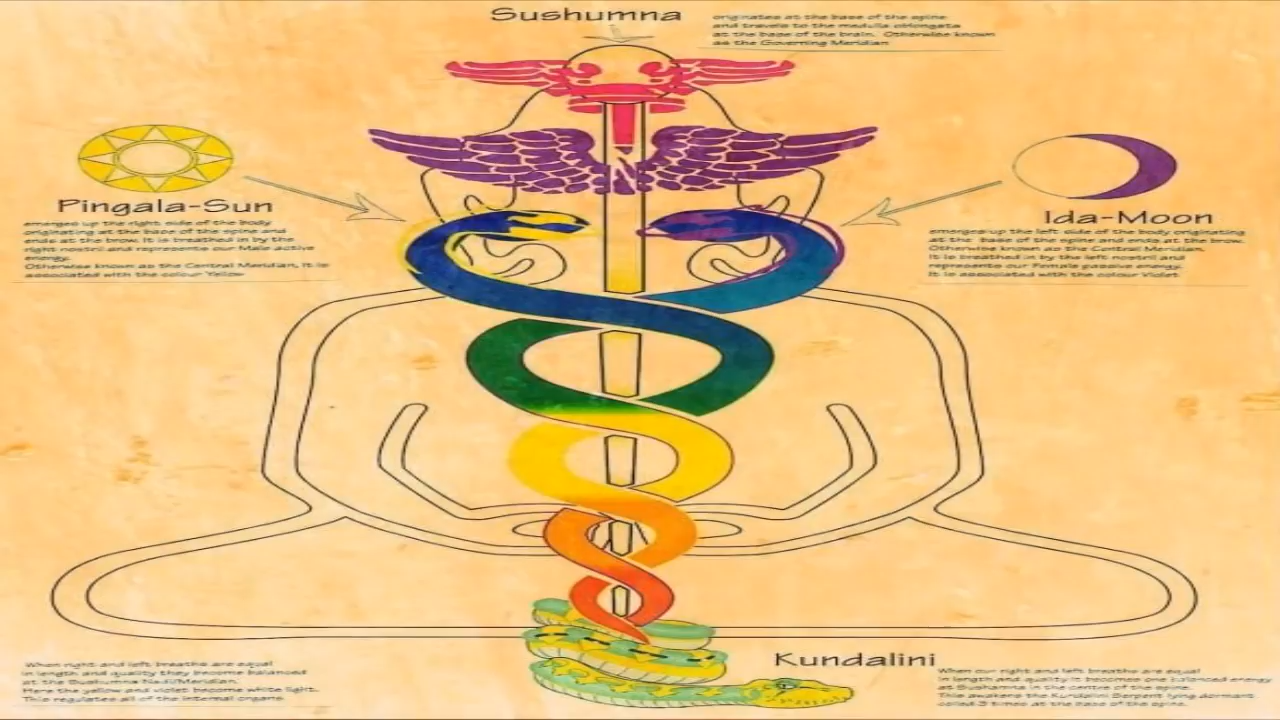 Sushumna
originates at the base of the spine
and travels to the medulla oblongata
at the base of the brain. Otherwise known
as the Governing Meridian
Pingala-Sun
emerges up the right side of the body
originating at the base of the spine and
ends at the brow. It is breathed in by the
right nostril and represents our Male active
energy.
Otherwise known as the Central Meridian, it is
associated with the colour Yellow
Ida-Moon
emerges up the left side of the body originating
at the base of the spine and ends at the brow.
Otherwise known as the Central Meridian.
It is breathed in by the left nostril and
represents our Female passive energy.
It is associated with the colour Violet
When right and left breaths are equal
in length and quality they become balanced
at the Sushumna Nadi/Meridian.
Here the yellow and violet become white light.
This regulates all of the internal organs.
Kundalini
When our right and left breaths are equal
in length and quality it becomes one balanced energy
at Sushumna in the centre of the spine.
This awakens the Kundalini Serpent lying dormant
coiled 3 times at the base of the spine.